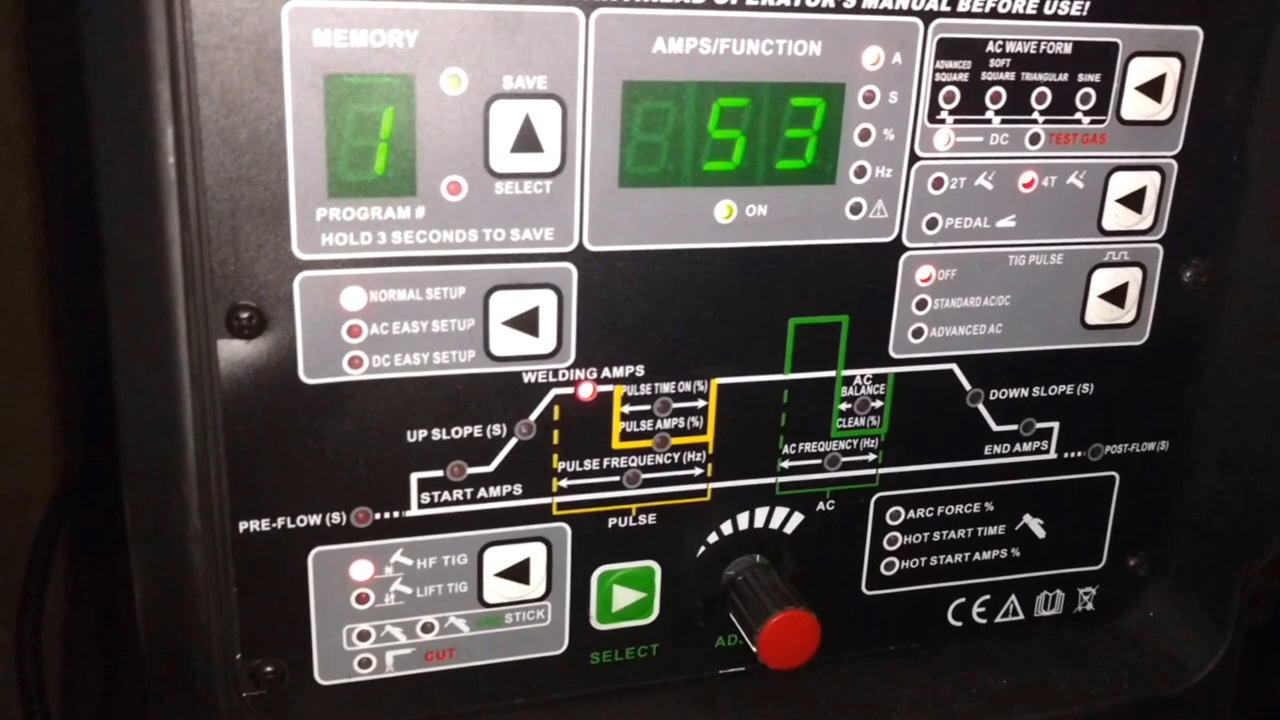 READ OPERATOR'S MANUAL BEFORE USE!
MEMORY
1
SAVE
SELECT
PROGRAM #
HOLD 3 SECONDS TO SAVE
AMPS/FUNCTION
53
A
S
%
Hz
ON
AC WAVE FORM
ADVANCED SQUARE
SOFT SQUARE
TRIANGULAR
SINE
DC
TEST GAS
2T
4T
PEDAL
TIG PULSE
OFF
STANDARD AC/DC
ADVANCED AC
NORMAL SETUP
AC EASY SETUP
DC EASY SETUP
WELDING AMPS
PULSE TIME ON (%)
PULSE AMPS (%)
PULSE FREQUENCY (Hz)
PULSE
UP SLOPE (S)
START AMPS
PRE-FLOW (S)
AC
BALANCE
CLEAN (%)
AC FREQUENCY (Hz)
AC
DOWN SLOPE (S)
END AMPS
POST-FLOW (S)
HF TIG
LIFT TIG
STICK
CUT
SELECT
ARC FORCE %
HOT START TIME
HOT START AMPS %
CE